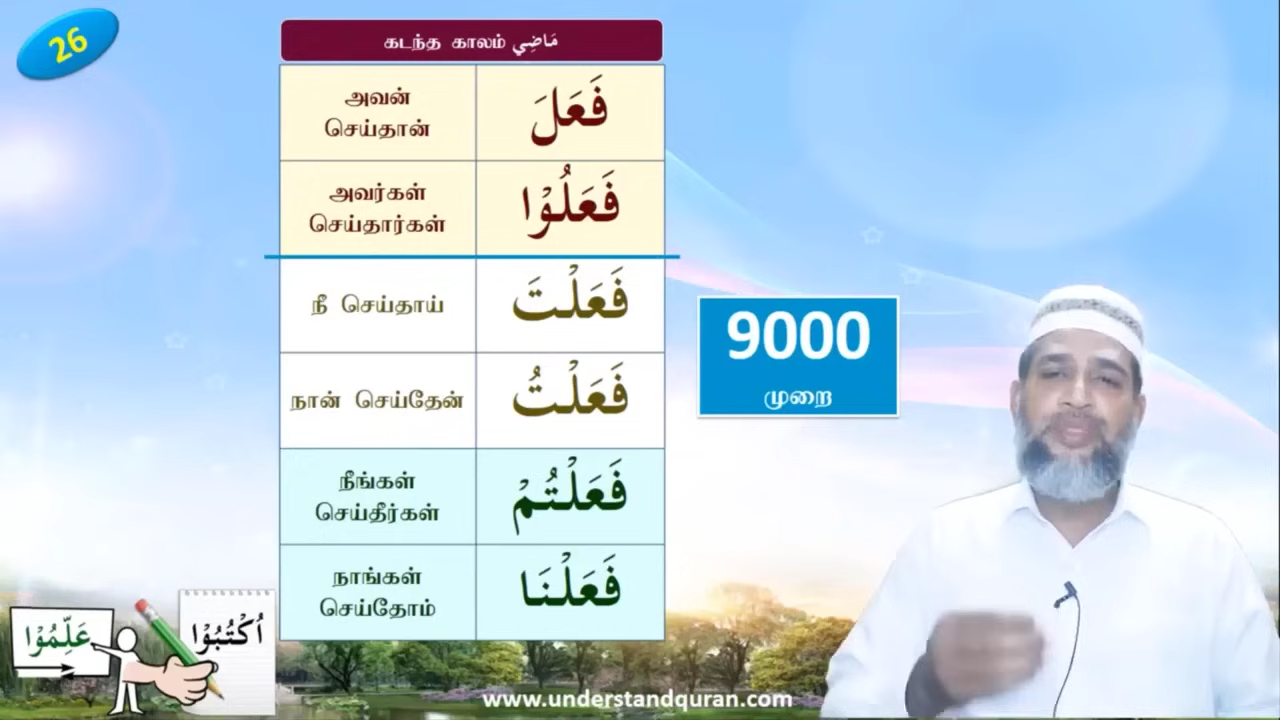 26
கடந்த காலம் مَاضِي
அவன்
செய்தான்
فَعَلَ
அவர்கள்
செய்தார்கள்
فَعَلُوْا
நீ செய்தாய்
فَعَلْتَ
நான் செய்தேன்
فَعَلْتُ
நீங்கள்
செய்தீர்கள்
فَعَلْتُمْ
நாங்கள்
செய்தோம்
فَعَلْنَا
9000
முறை
عَلِّمُوْا
اُكْتُبُوْا
www.understandquran.com